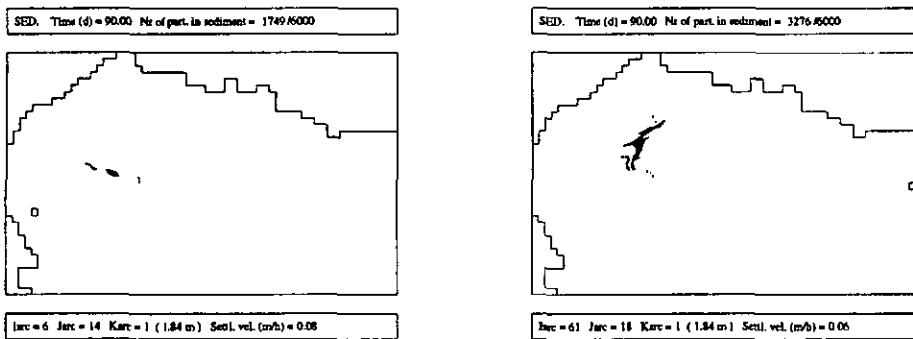 SED. Time (d) = 90.00 Nr of part. in sediment = 1749/6000
SED. Time (d) = 90.00 Nr of part. in sediment = 3276/6000
= 6 Jarc = 14 Karc = 1 ( 1.84 m ) Settl. vel. (m/h) = 0.08
= 61 Jarc = 18 Karc = 1 ( 1.84 m ) Settl. vel. (m/h) = 0.06